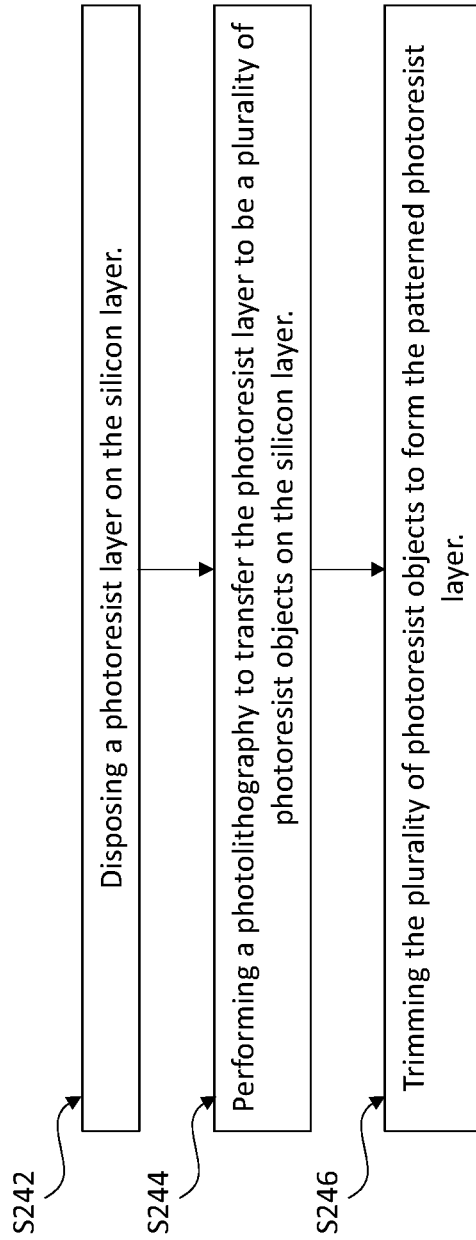 S242
Disposing a photoresist layer on the silicon layer.
S244
Performing a photolithography to transfer the photoresist layer to be a plurality of
photoresist objects on the silicon layer.
S246
Trimming the plurality of photoresist objects to form the patterned photoresist
layer.